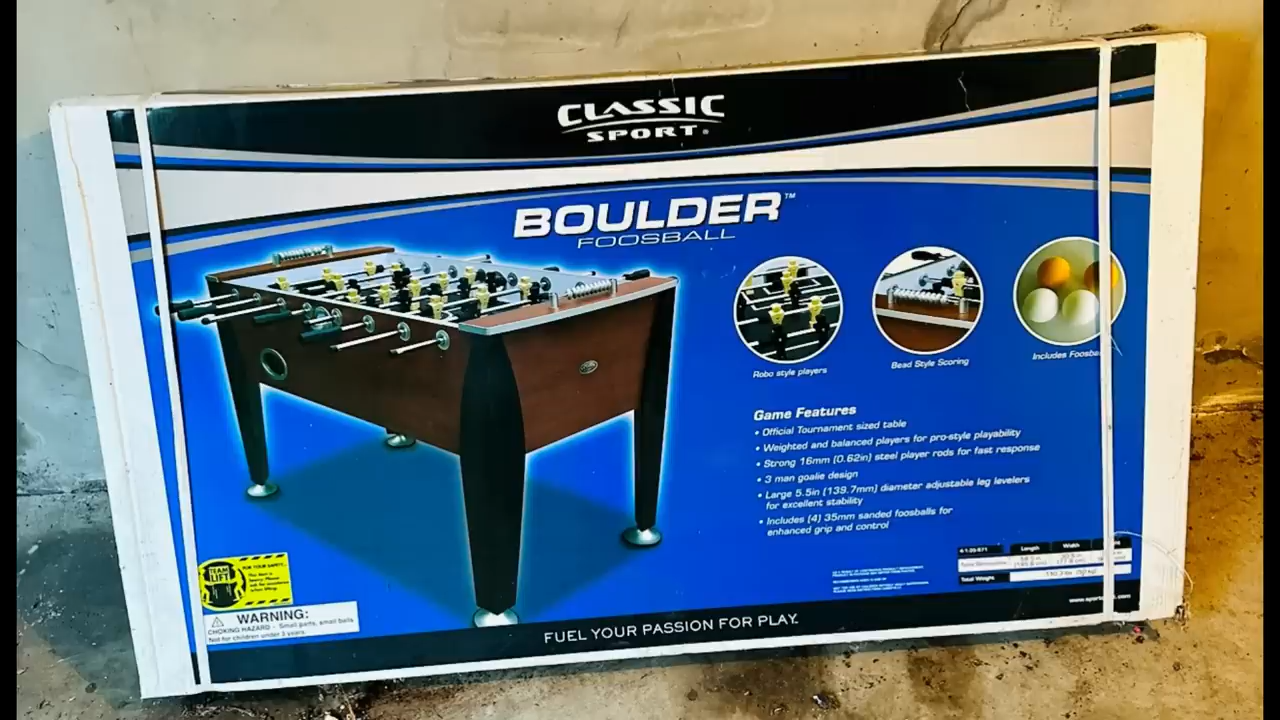 CLASSIC
SPORT®
BOULDER™
FOOSBALL
Robo style players
Bead Style Scoring
Includes
Game Features
• Official Tournament sized table
• Weighted and balanced players for pro-style playability
• Strong 16mm (0.62in) steel player rods for fast response
• 3 man goalie design
• Large 5.5in (139.7mm) diameter adjustable leg levelers
for excellent stability
• Includes (4) 35mm sanded foosballs for
enhanced grip and control
Length Width
Total Weight
TEAM
LIFT
FOR YOUR SAFETY...
WARNING:
CHOKING HAZARD - Small parts, small balls
Not for children under 3 years.
FUEL YOUR PASSION FOR PLAY.